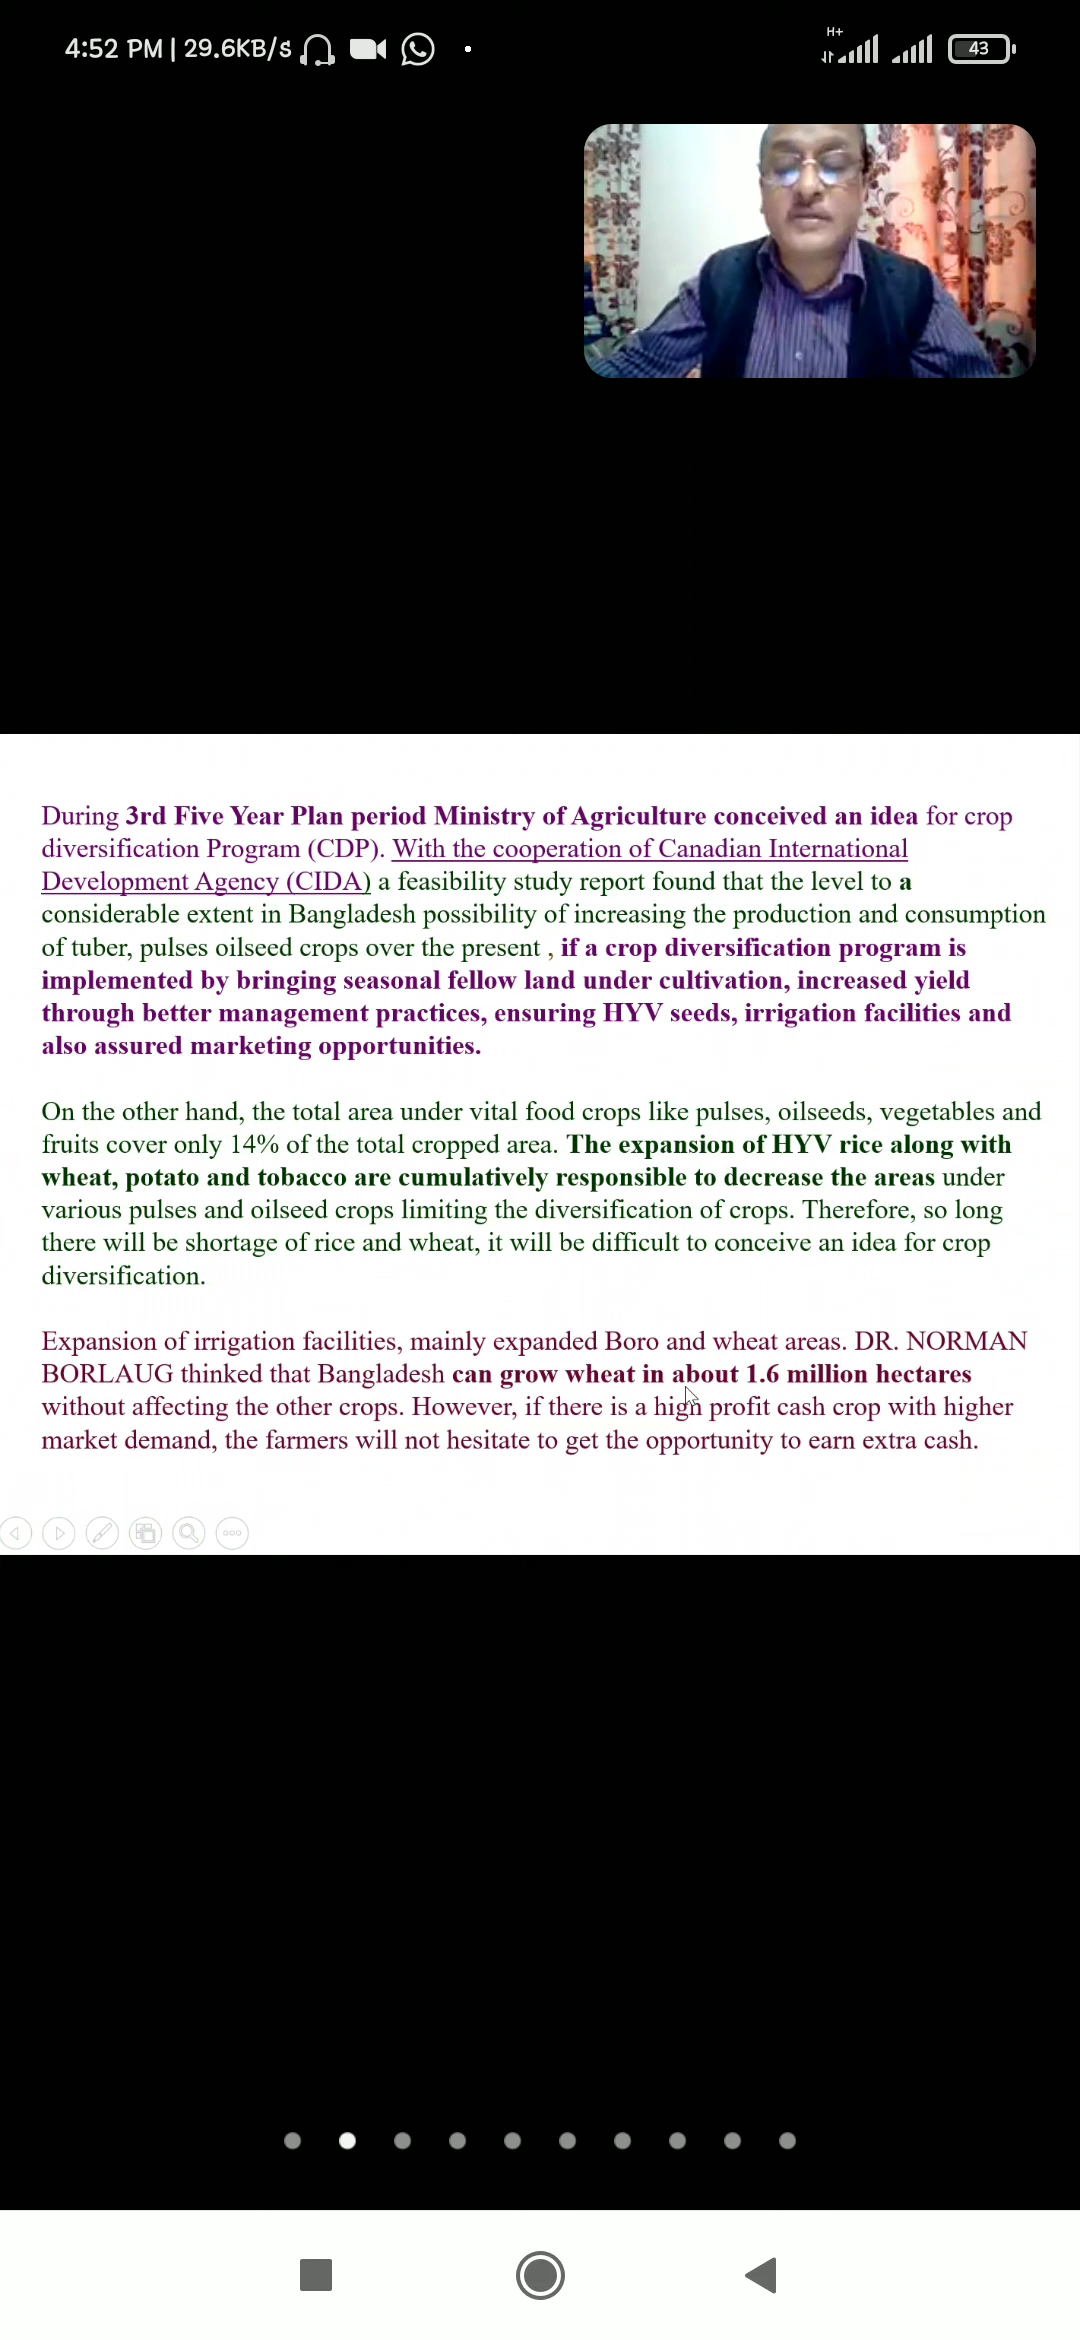 4:52 PM | 29.6KB/s
H+
43
During 3rd Five Year Plan period Ministry of Agriculture conceived an idea for crop
diversification Program (CDP). With the cooperation of Canadian International
Development Agency (CIDA) a feasibility study report found that the level to a
considerable extent in Bangladesh possibility of increasing the production and consumption
of tuber, pulses oilseed crops over the present , if a crop diversification program is
implemented by bringing seasonal fellow land under cultivation, increased yield
through better management practices, ensuring HYV seeds, irrigation facilities and
also assured marketing opportunities.
On the other hand, the total area under vital food crops like pulses, oilseeds, vegetables and
fruits cover only 14% of the total cropped area. The expansion of HYV rice along with
wheat, potato and tobacco are cumulatively responsible to decrease the areas under
various pulses and oilseed crops limiting the diversification of crops. Therefore, so long
there will be shortage of rice and wheat, it will be difficult to conceive an idea for crop
diversification.
Expansion of irrigation facilities, mainly expanded Boro and wheat areas. DR. NORMAN
BORLAUG thinked that Bangladesh can grow wheat in about 1.6 million hectares
without affecting the other crops. However, if there is a high profit cash crop with higher
market demand, the farmers will not hesitate to get the opportunity to earn extra cash.